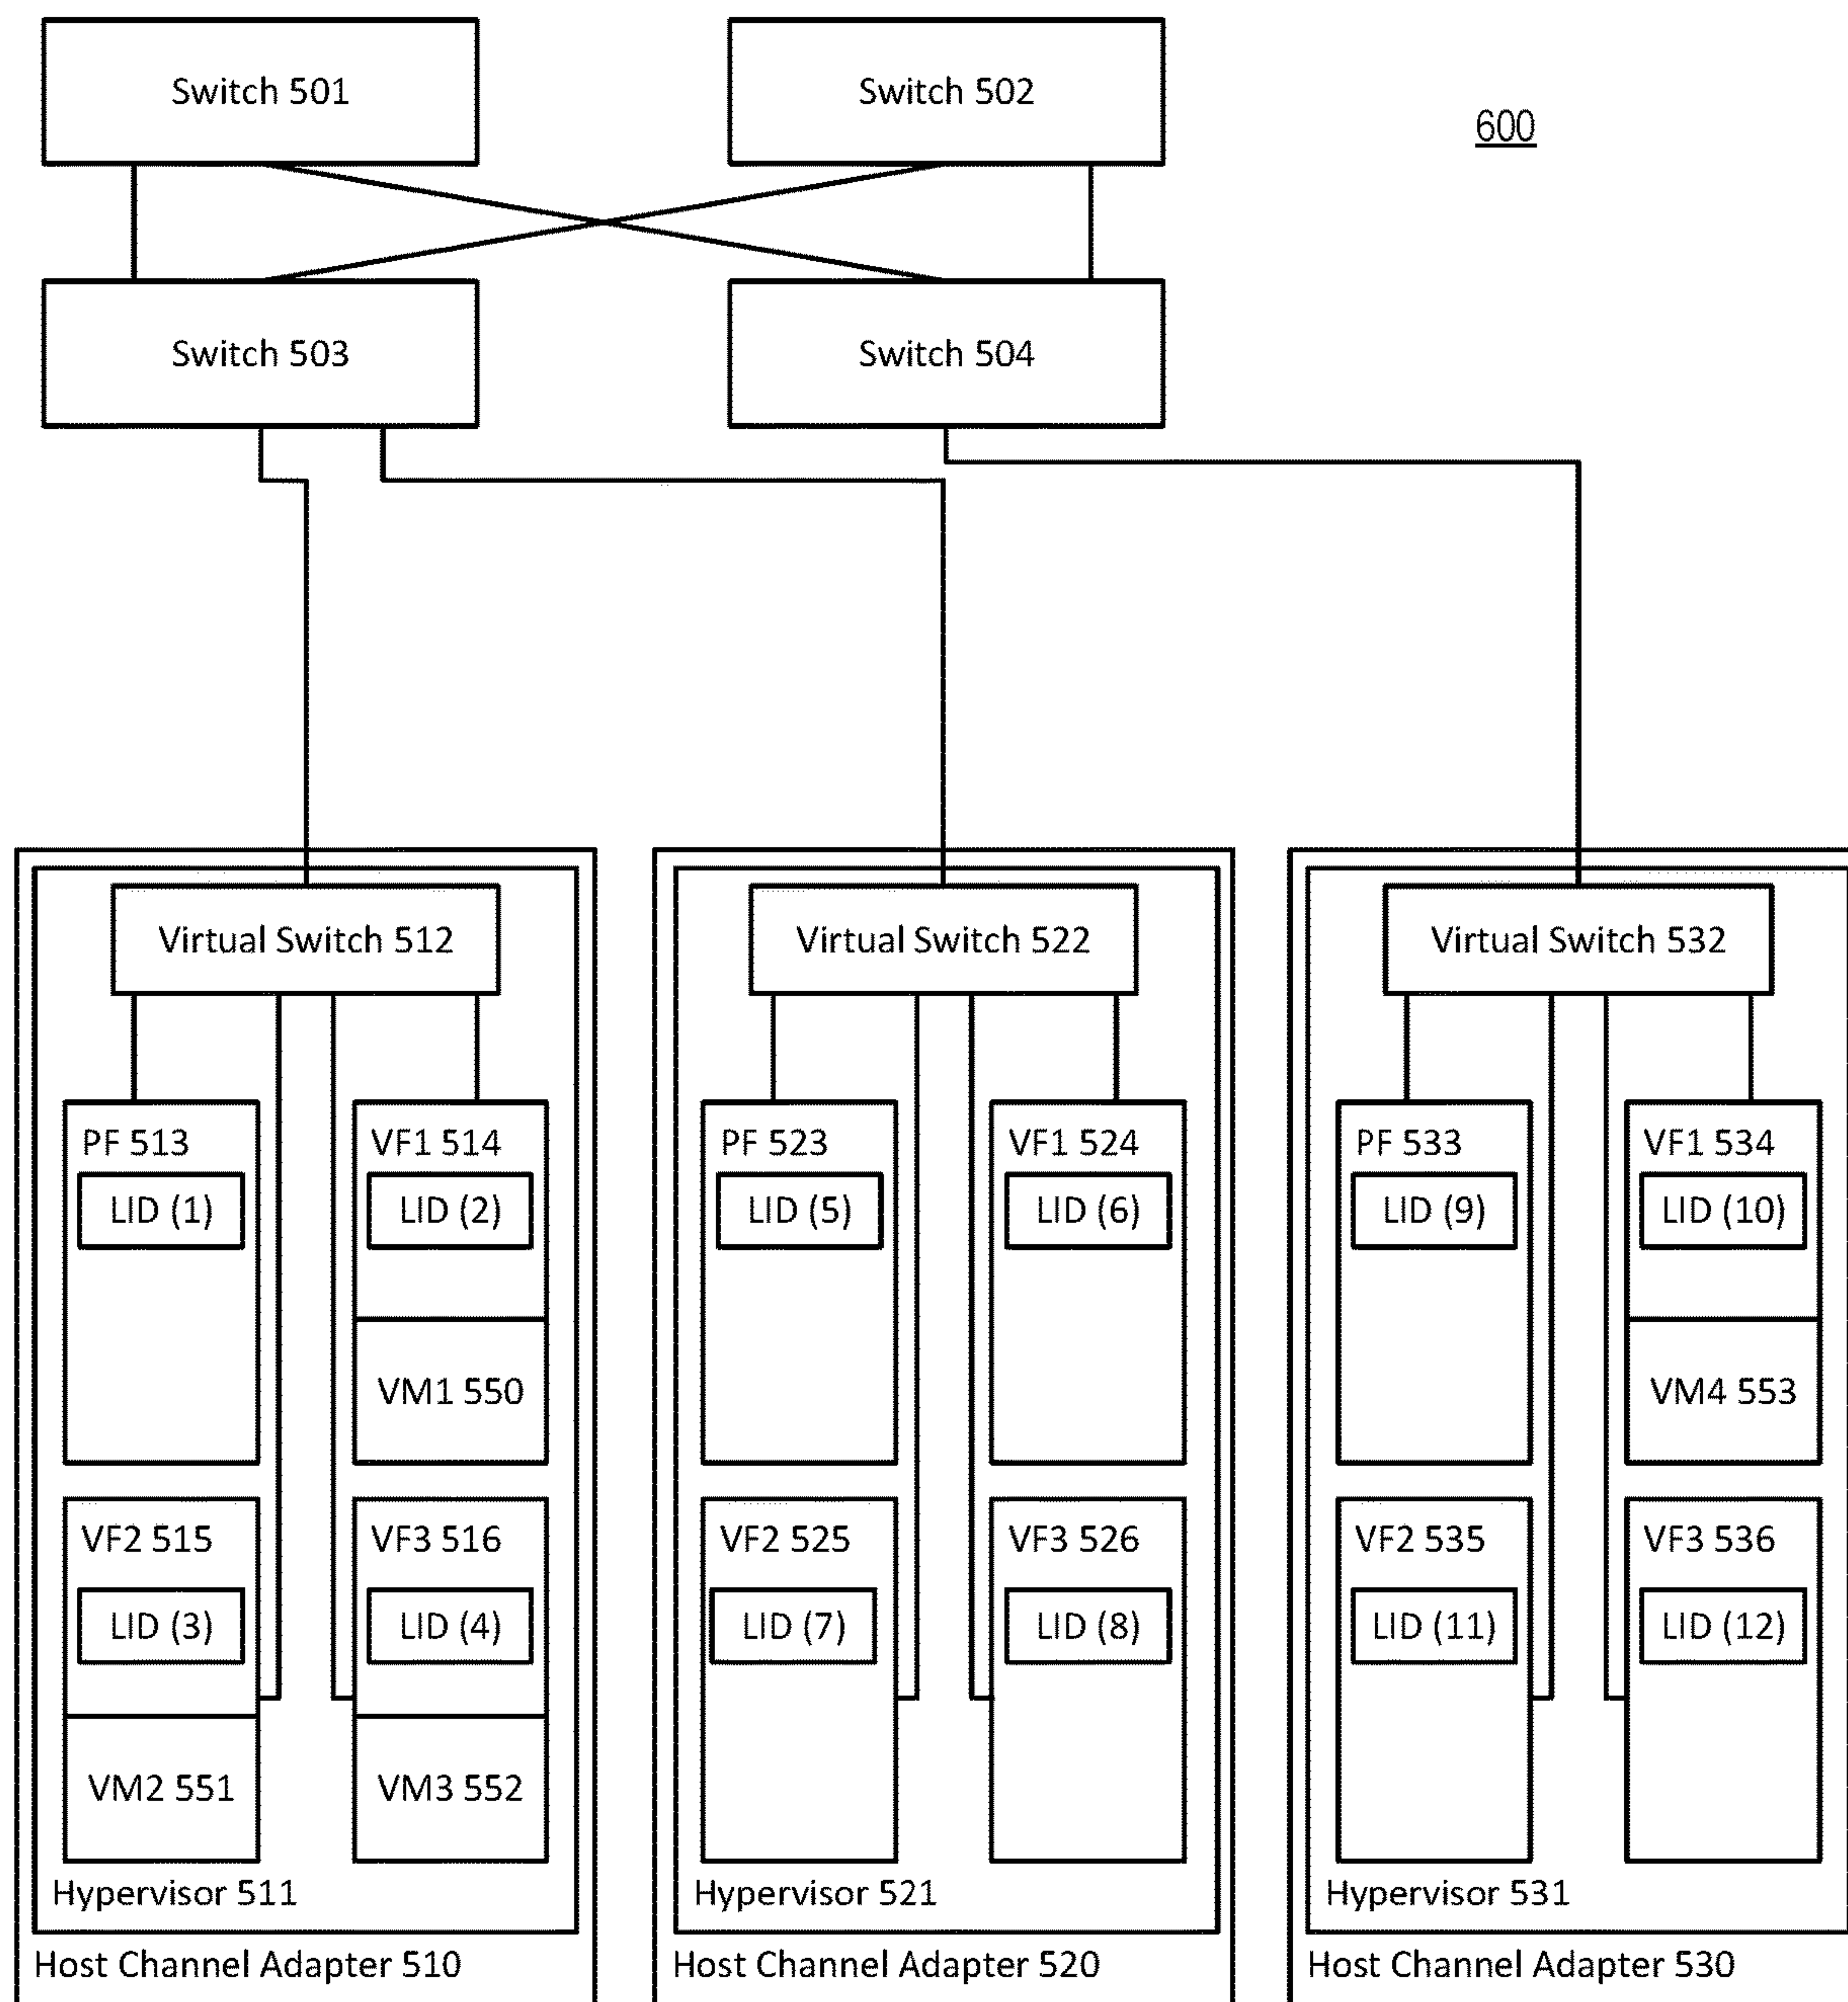 Switch 501
Switch 502
600
Switch 503
Switch 504
Virtual Switch 512
PF 513
LID (1)
VF1 514
LID (2)
VM1 550
VF2 515
LID (3)
VM2 551
VF3 516
LID (4)
VM3 552
Hypervisor 511
Host Channel Adapter 510
Virtual Switch 522
PF 523
LID (5)
VF1 524
LID (6)
VF2 525
LID (7)
VF3 526
LID (8)
Hypervisor 521
Host Channel Adapter 520
Virtual Switch 532
PF 533
LID (9)
VF1 534
LID (10)
VM4 553
VF2 535
LID (11)
VF3 536
LID (12)
Hypervisor 531
Host Channel Adapter 530